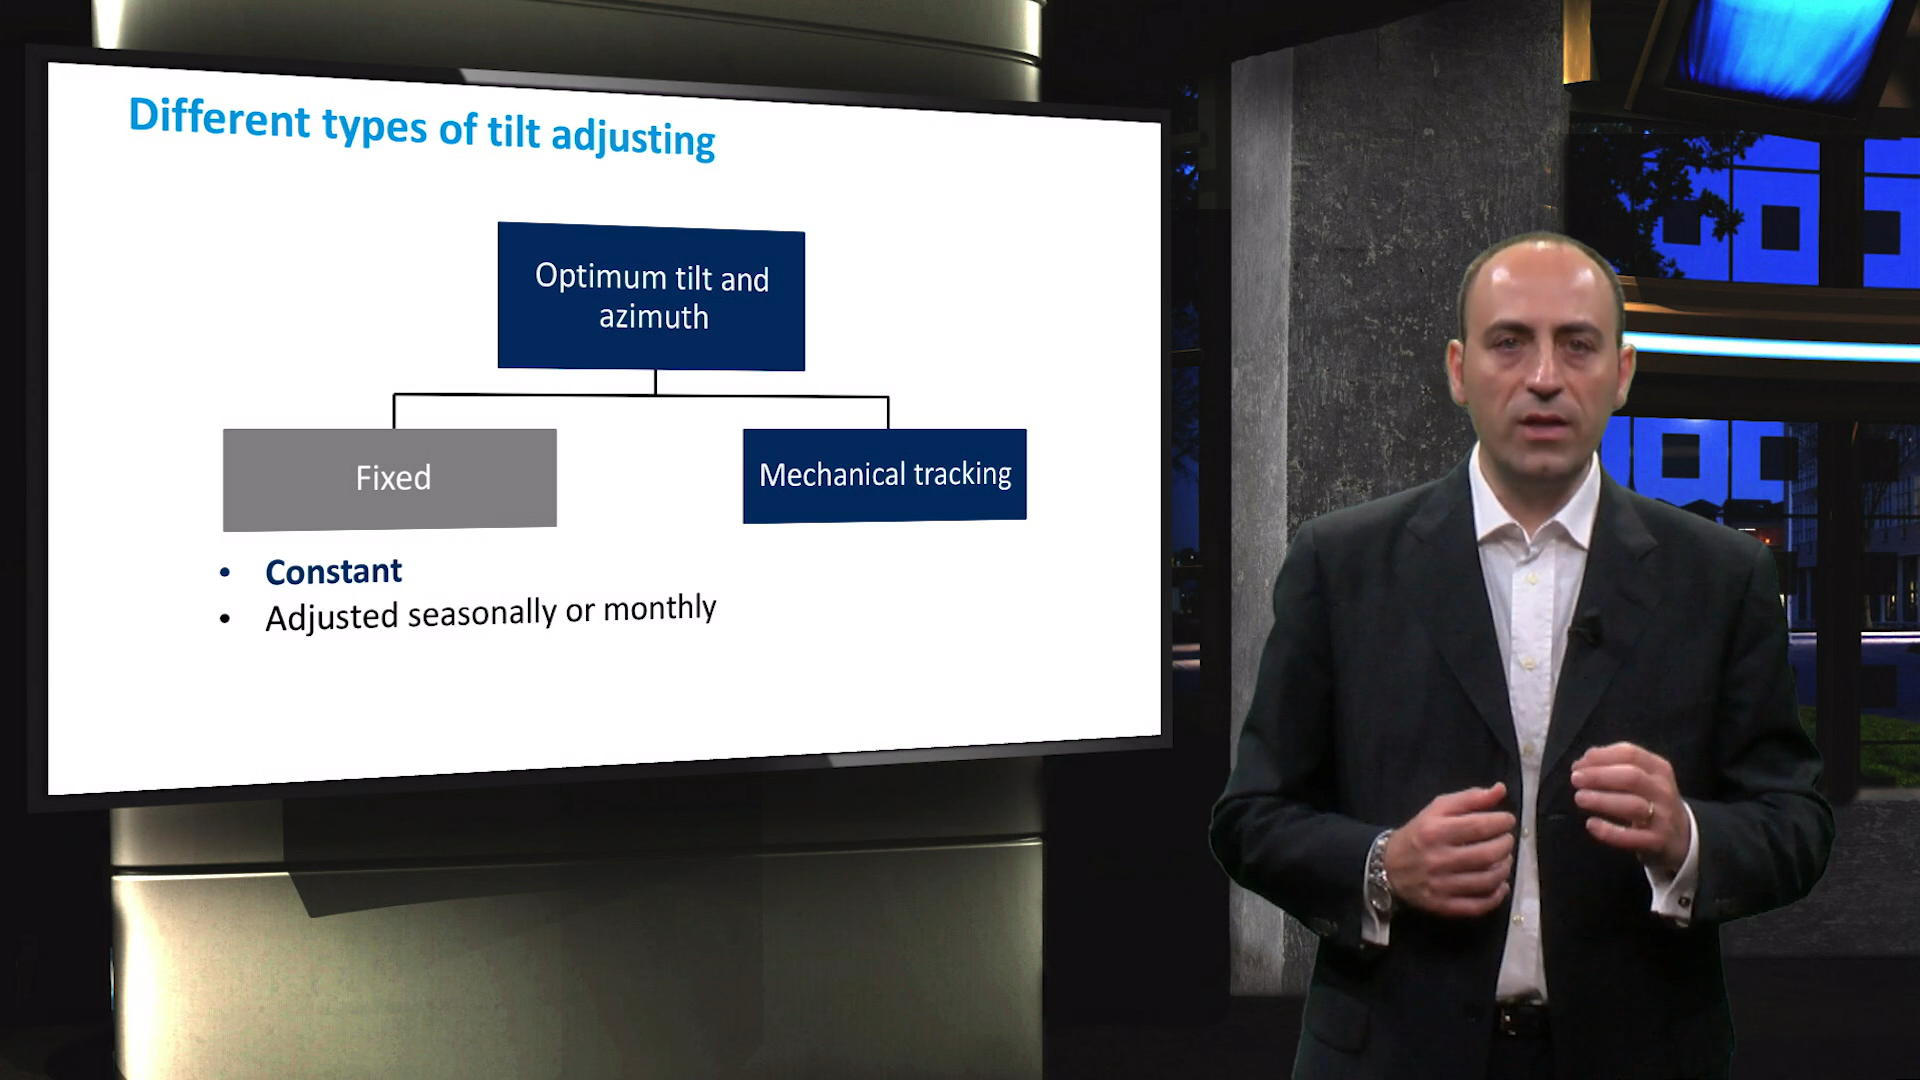 Different types of tilt adjusting
Optimum tilt and
azimuth
Fixed
Mechanical tracking
• Constant
• Adjusted seasonally or monthly